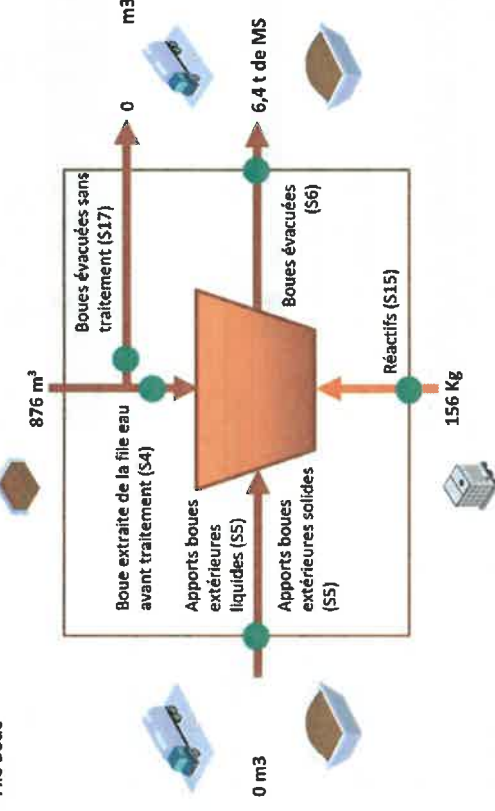 File Boue
876 m³
Boues évacuées sans
traitement (S17)
0
m3
Boue extraite de la file eau
avant traitement (S4)
Apports boues
extérieures
liquides (S5)
Apports boues
extérieures solides
(S5)
0 m3
Boues évacuées
(S6)
6,4 t de MS
Réactifs (S15)
156 Kg